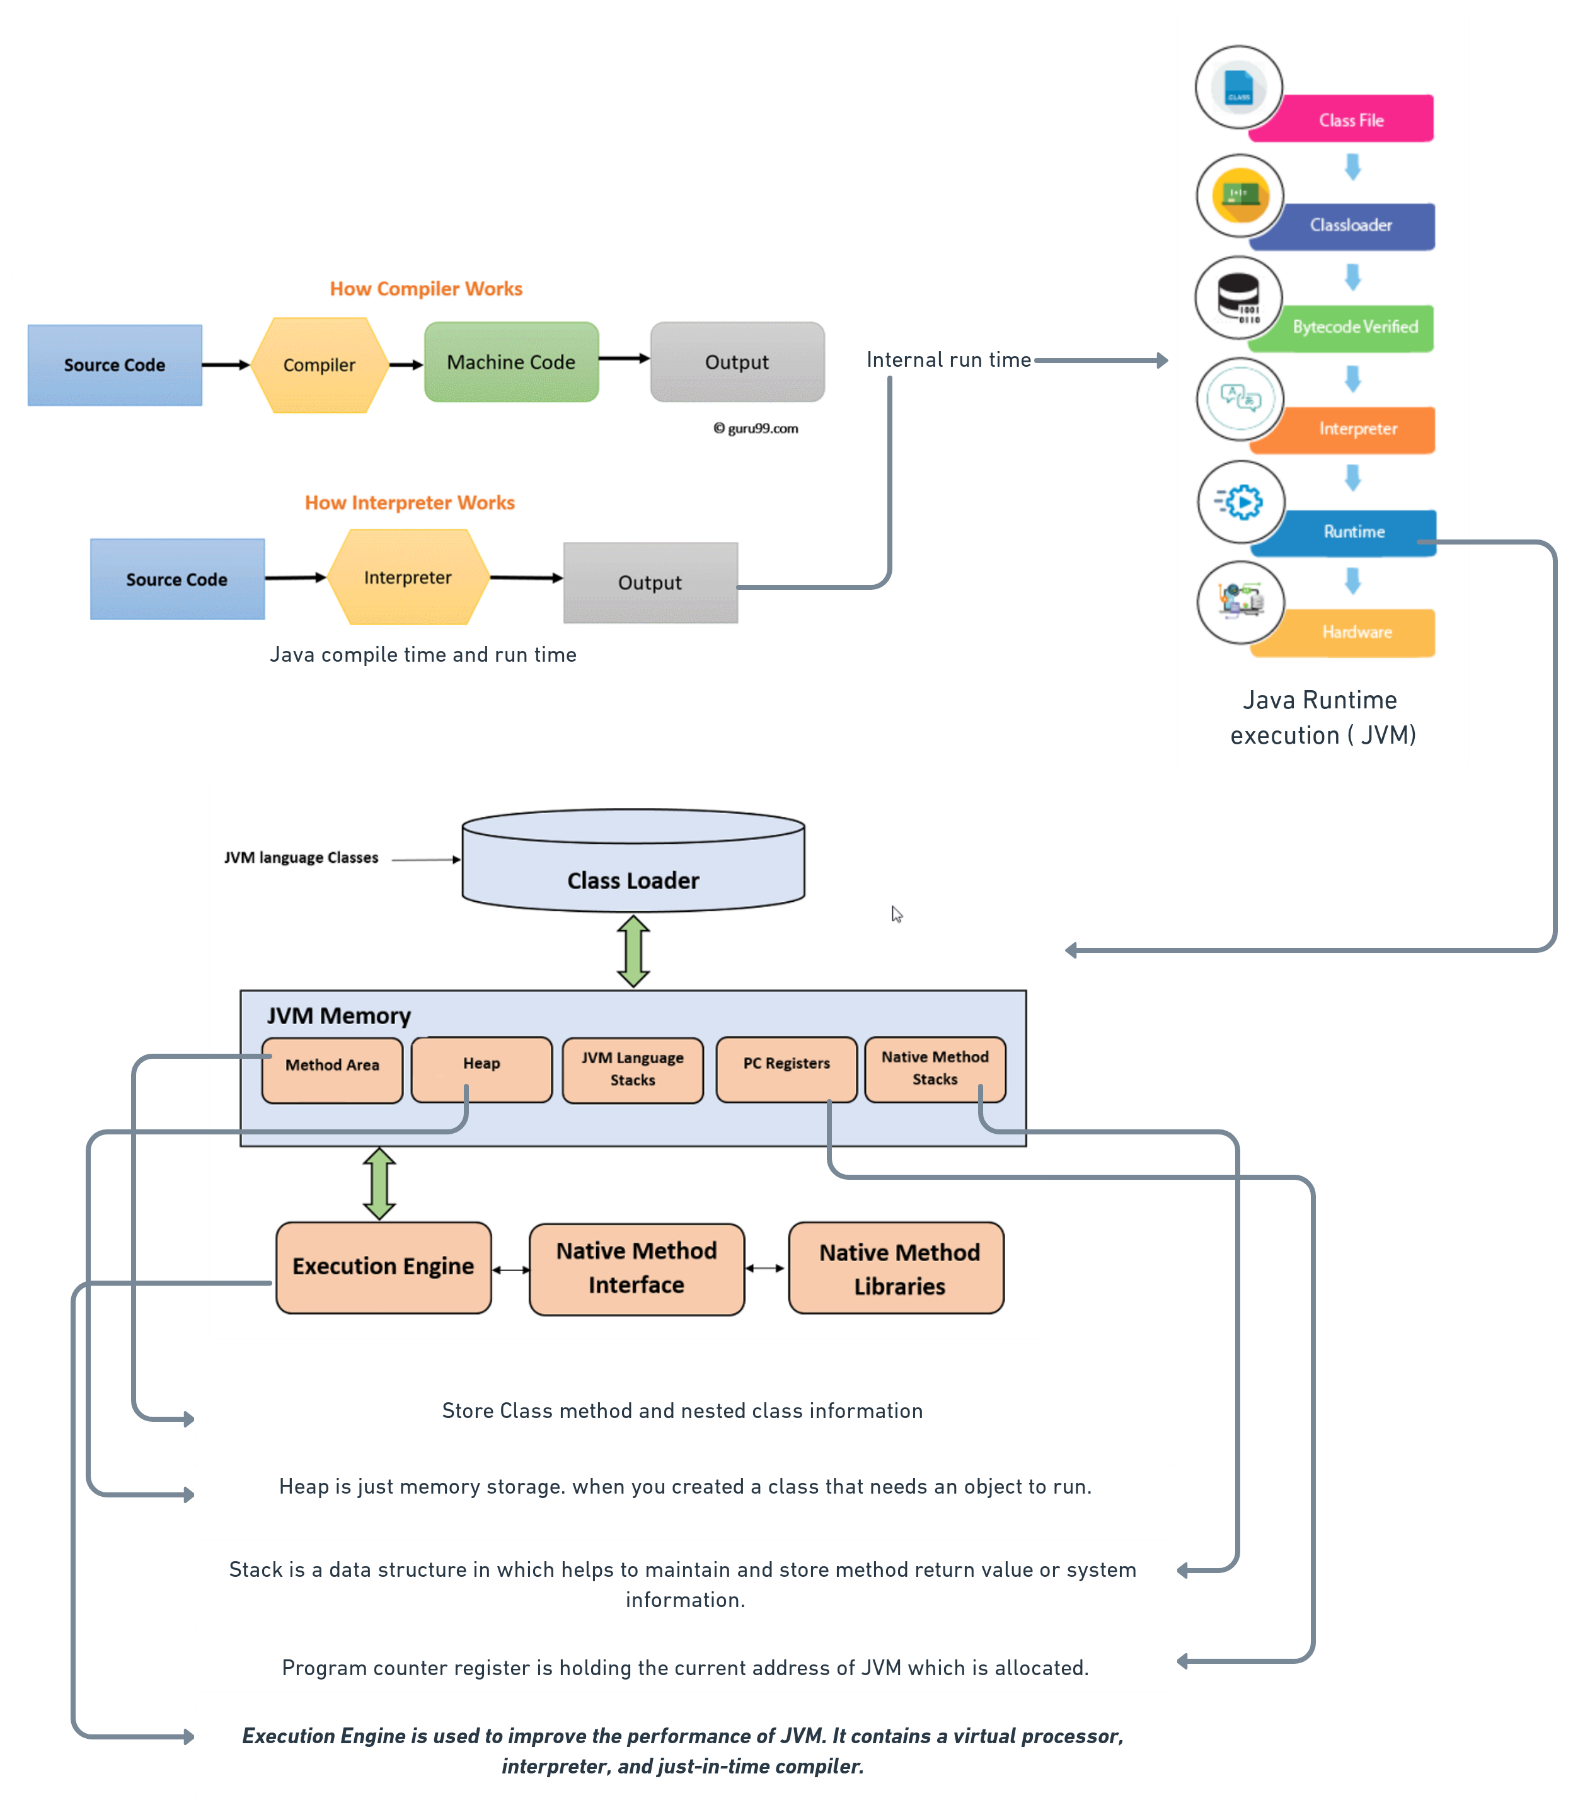 CLASS
Class File
Classloader
1001
0110
Bytecode Verified
Interpreter
Runtime
Hardware
Java Runtime
execution ( JVM)
How Compiler Works
Source Code
Compiler
Machine Code
Output
© guru99.com
Internal run time
How Interpreter Works
Source Code
Interpreter
Output
Java compile time and run time
JVM language Classes
Class Loader
JVM Memory
Method Area
Heap
JVM Language
Stacks
PC Registers
Native Method
Stacks
Execution Engine
Native Method
Interface
Native Method
Libraries
Store Class method and nested class information
Heap is just memory storage. when you created a class that needs an object to run.
Stack is a data structure in which helps to maintain and store method return value or system
information.
Program counter register is holding the current address of JVM which is allocated.
Execution Engine is used to improve the performance of JVM. It contains a virtual processor,
interpreter, and just-in-time compiler.